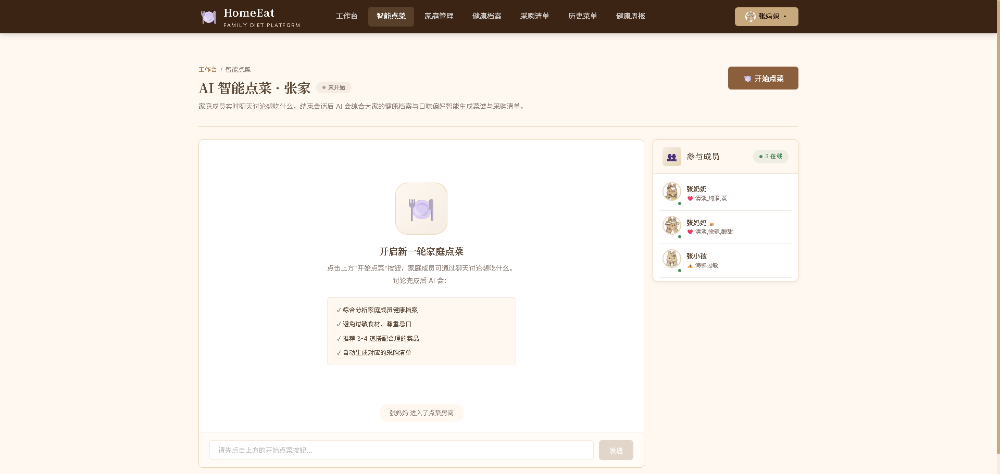 HomeEat
FAMILY DIET PLATFORM
工作台
智能点菜
家庭管理
健康档案
采购清单
历史菜单
健康周报
张妈妈
工作台 / 智能点菜
AI 智能点菜 · 张家
未开始
家庭成员实时聊天讨论想吃什么，结束会话后 AI 会综合大家的健康档案与口味偏好智能生成菜谱与采购清单。
开始点菜
开启新一轮家庭点菜
点击上方"开始点菜"按钮，家庭成员可通过聊天讨论想吃什么。
讨论完成后 AI 会：
✓ 综合分析家庭成员健康档案
✓ 避免过敏食材、尊重忌口
✓ 推荐 3-4 道搭配合理的菜品
✓ 自动生成对应的采购清单
张妈妈 进入了点菜房间
请先点击上方的开始点菜按钮...
发送
参与成员
3 在线
张奶奶
清淡,炖煮,蒸
张妈妈
清淡,微辣,酸甜
张小孩
海鲜过敏